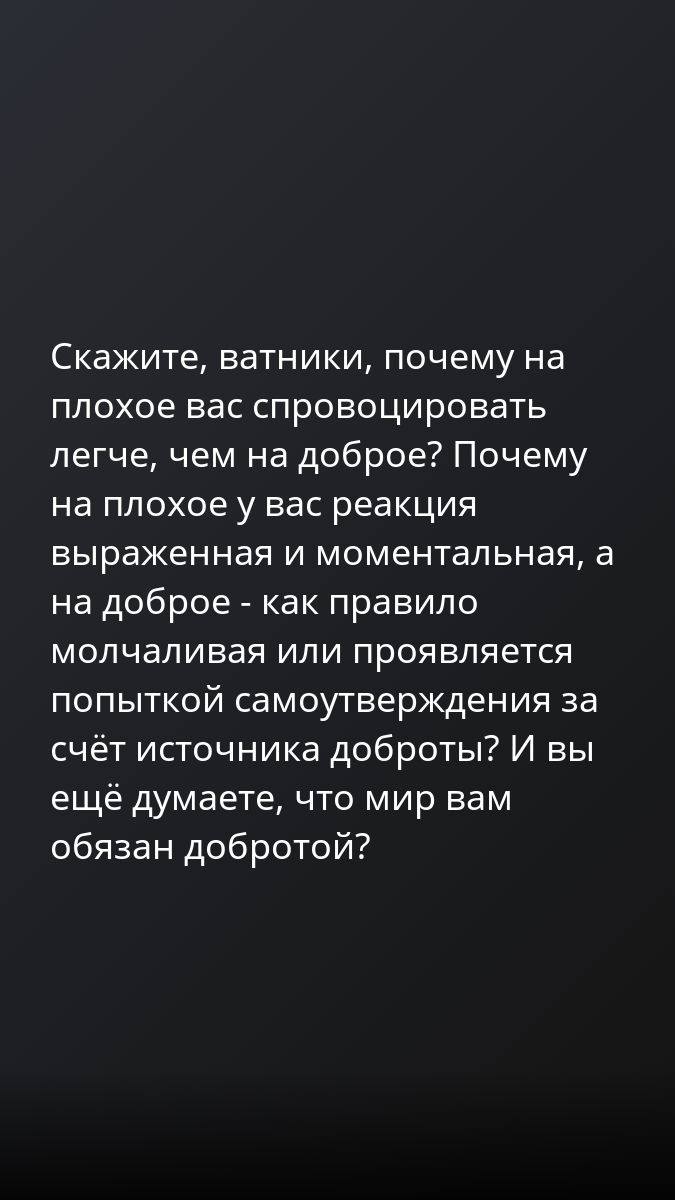 Скажите, ватники, почему на
плохое вас спровоцировать
легче, чем на доброе? Почему
на плохое у вас реакция
выраженная и моментальная, а
на доброе - как правило
молчаливая или проявляется
попыткой самоутверждения за
счёт источника доброты? И вы
ещё думаете, что мир вам
обязан добротой?